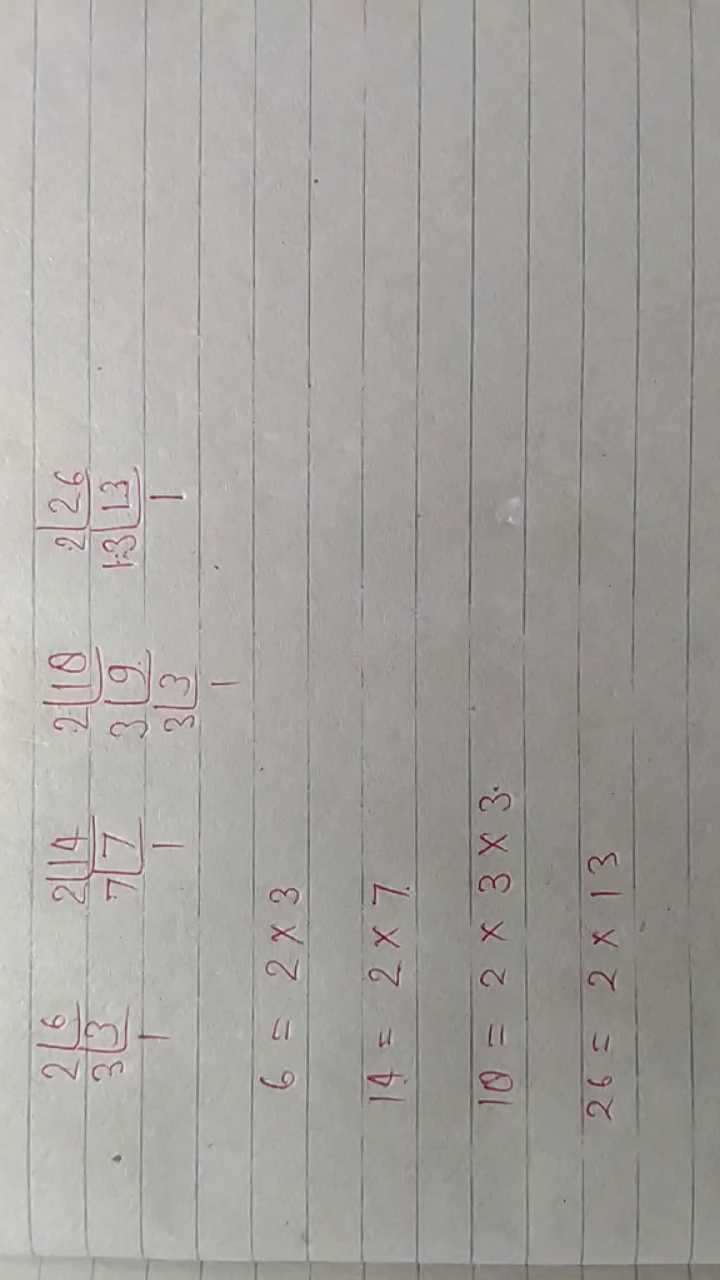 2|6 2|14 2|18 2|26
3|3 7|7 3|9 13|13
1 1 3|3 1
1
6 = 2 × 3
14 = 2 × 7
18 = 2 × 3 × 3
26 = 2 × 13